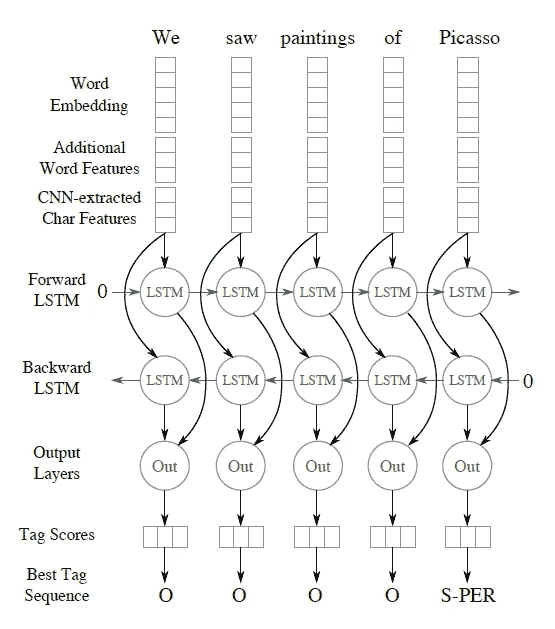 We saw paintings of Picasso
Word
Embedding
Additional
Word Features
CNN-extracted
Char Features
Forward
LSTM
0 LSTM LSTM LSTM LSTM LSTM
Backward
LSTM
LSTM LSTM LSTM LSTM LSTM 0
Output
Layers
Out Out Out Out Out
Tag Scores
Best Tag
Sequence
O O O O S-PER